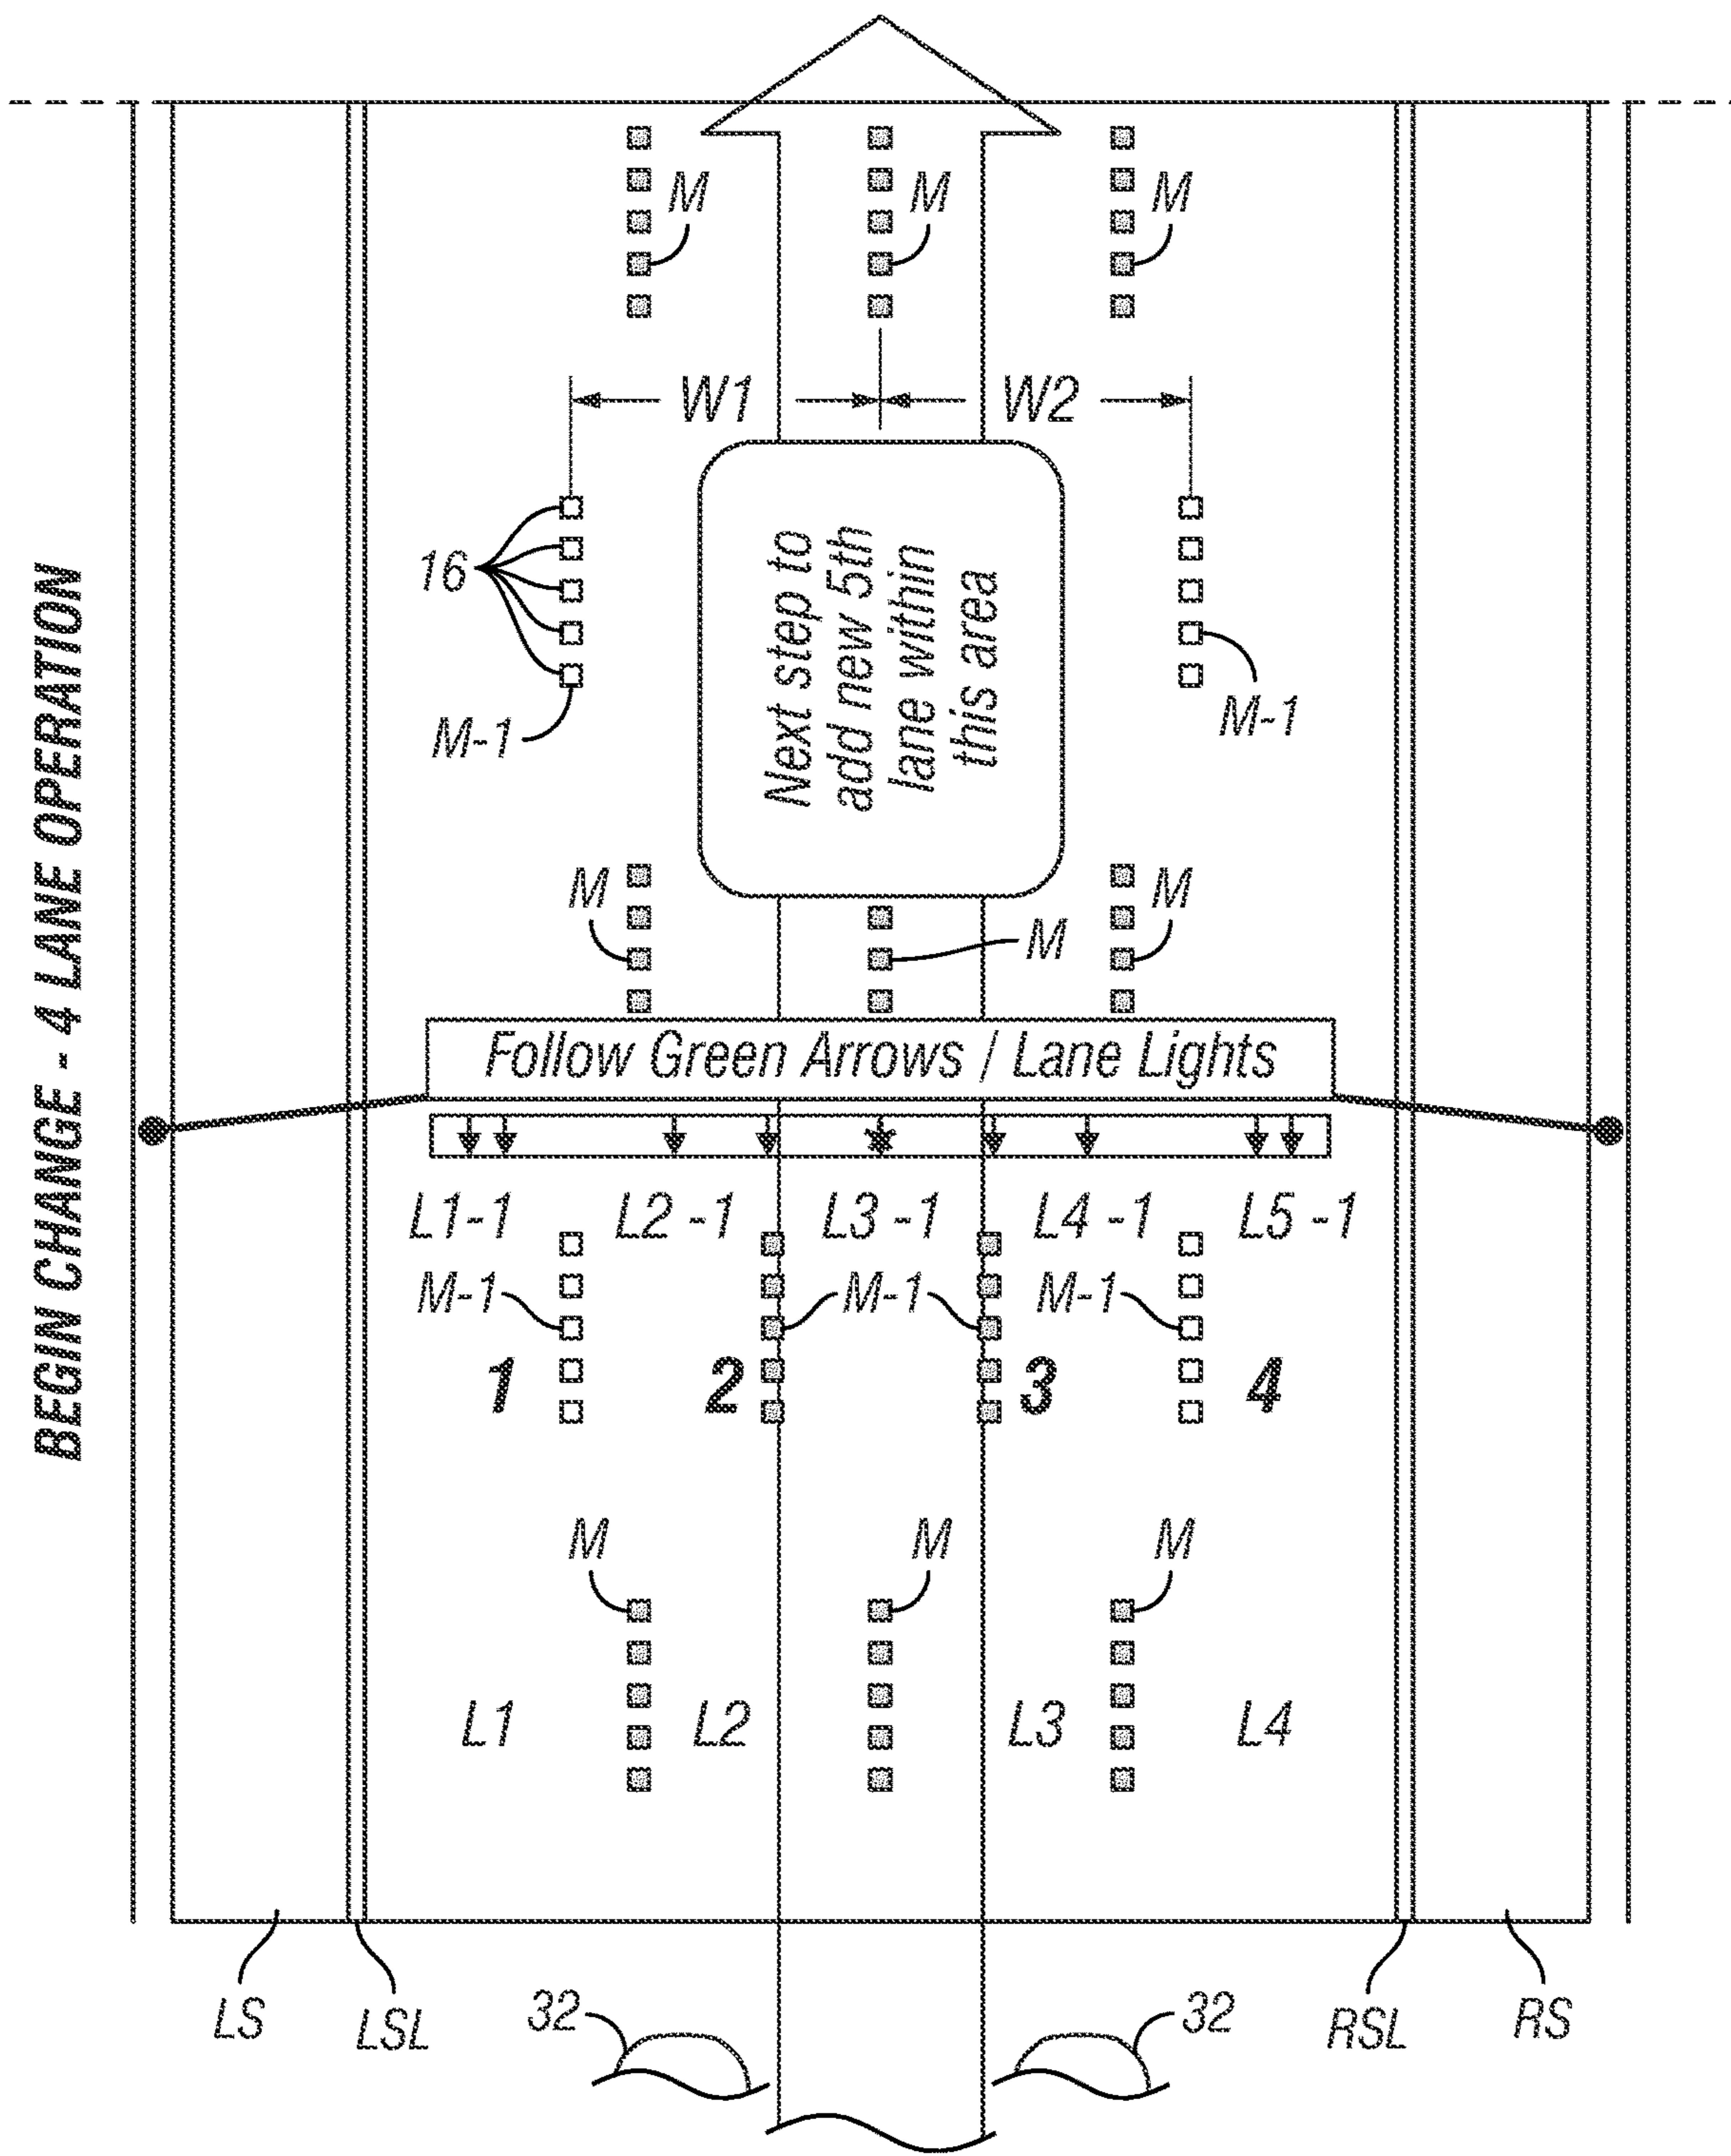 BEGIN CHANGE - 4 LANE OPERATION
M M M
W1 W2
16
M-1 M-1
Next step to
add new 5th
lane within
this area
M M
M
Follow Green Arrows / Lane Lights
L1-1 L2 -1 L3 -1 L4 -1 L5 -1
M-1 M-1 M-1
1 2 3 4
M M M
L1 L2 L3 L4
LS LSL 32 32 RSL RS